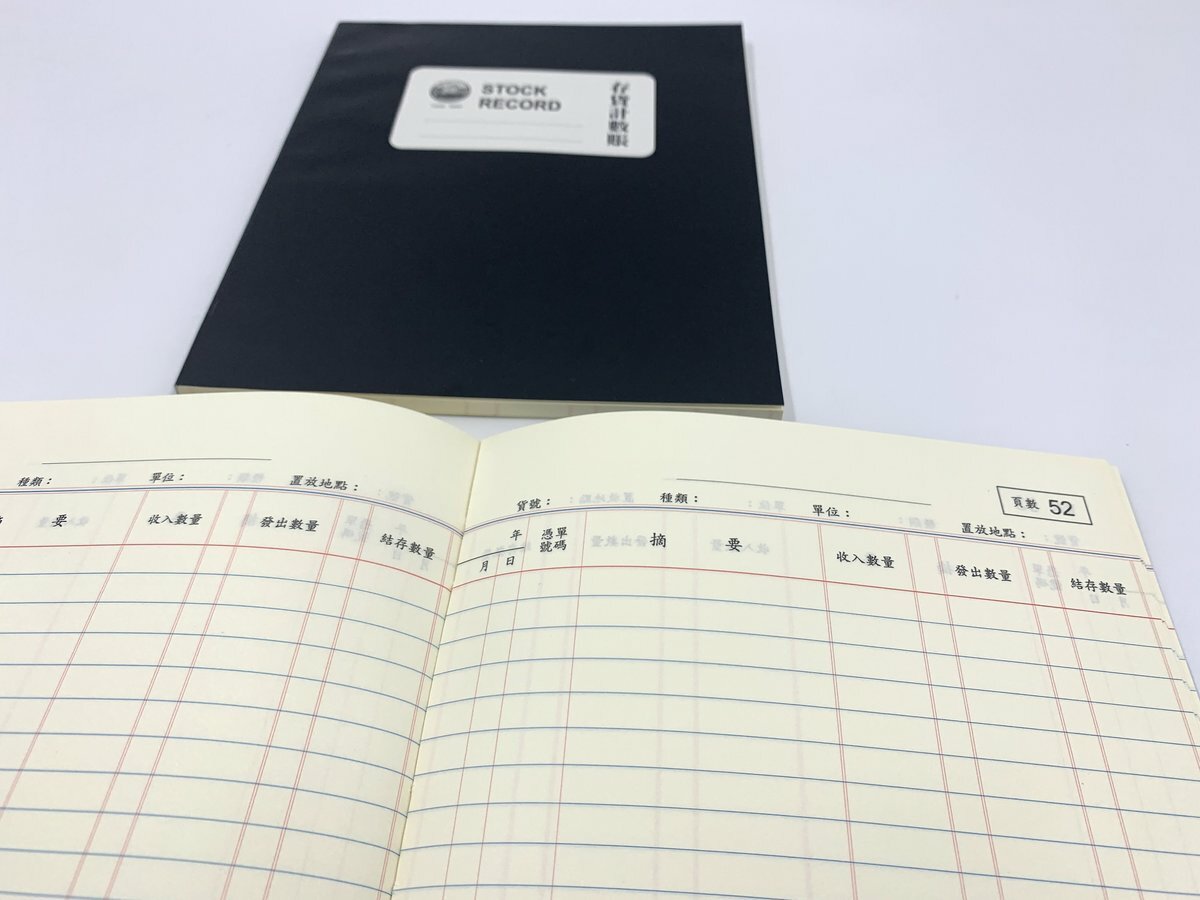 STOCK
RECORD
存貨計數賬
種類： 單位： 置放地點：
要 收入數量 發出數量 結存數量
頁數 52
貨號： 種類： 單位： 置放地點：
年 憑單號碼 摘 要 收入數量 發出數量 結存數量
月 日